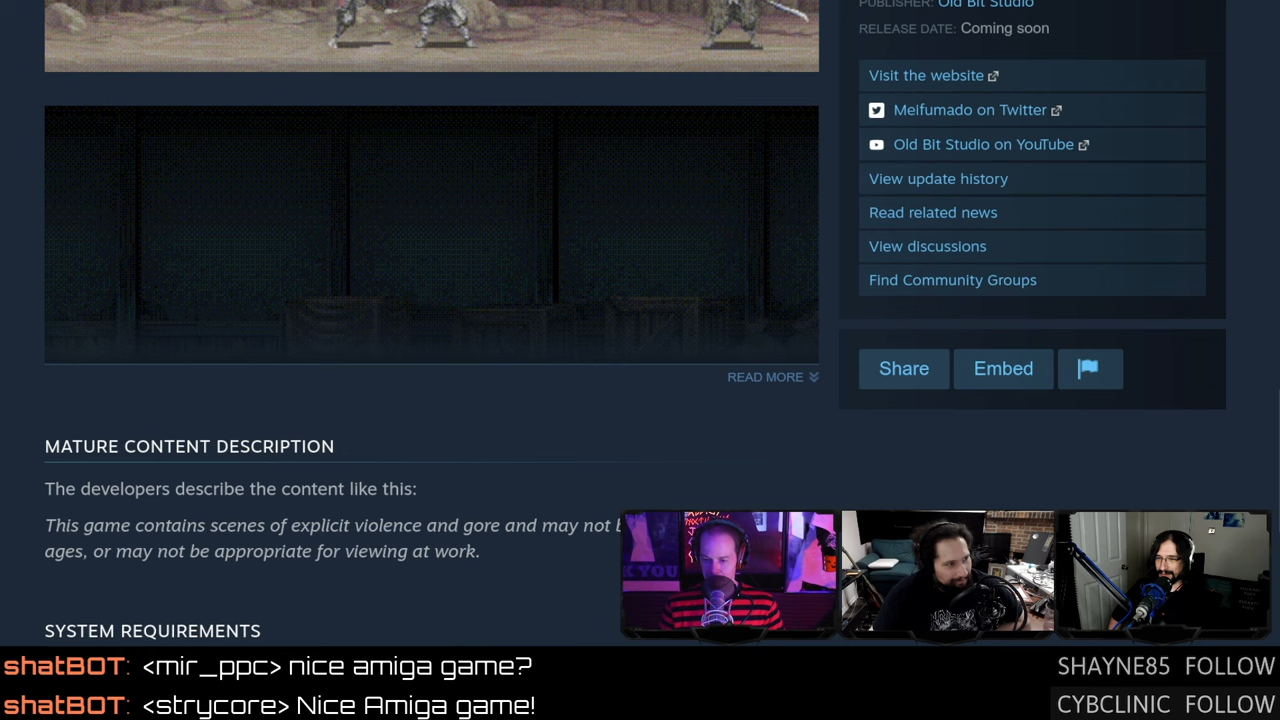 PUBLISHER: Old Bit Studio
RELEASE DATE: Coming soon
Visit the website
Meifumado on Twitter
Old Bit Studio on YouTube
View update history
Read related news
View discussions
Find Community Groups
Share Embed
READ MORE
MATURE CONTENT DESCRIPTION
The developers describe the content like this:
This game contains scenes of explicit violence and gore and may not
ages, or may not be appropriate for viewing at work.
K YOU
SYSTEM REQUIREMENTS
shatBOT: <mir_ppc> nice amiga game?
shatBOT: <strycore> Nice Amiga game!
SHAYNE85 FOLLOW
CYBCLINIC FOLLOW